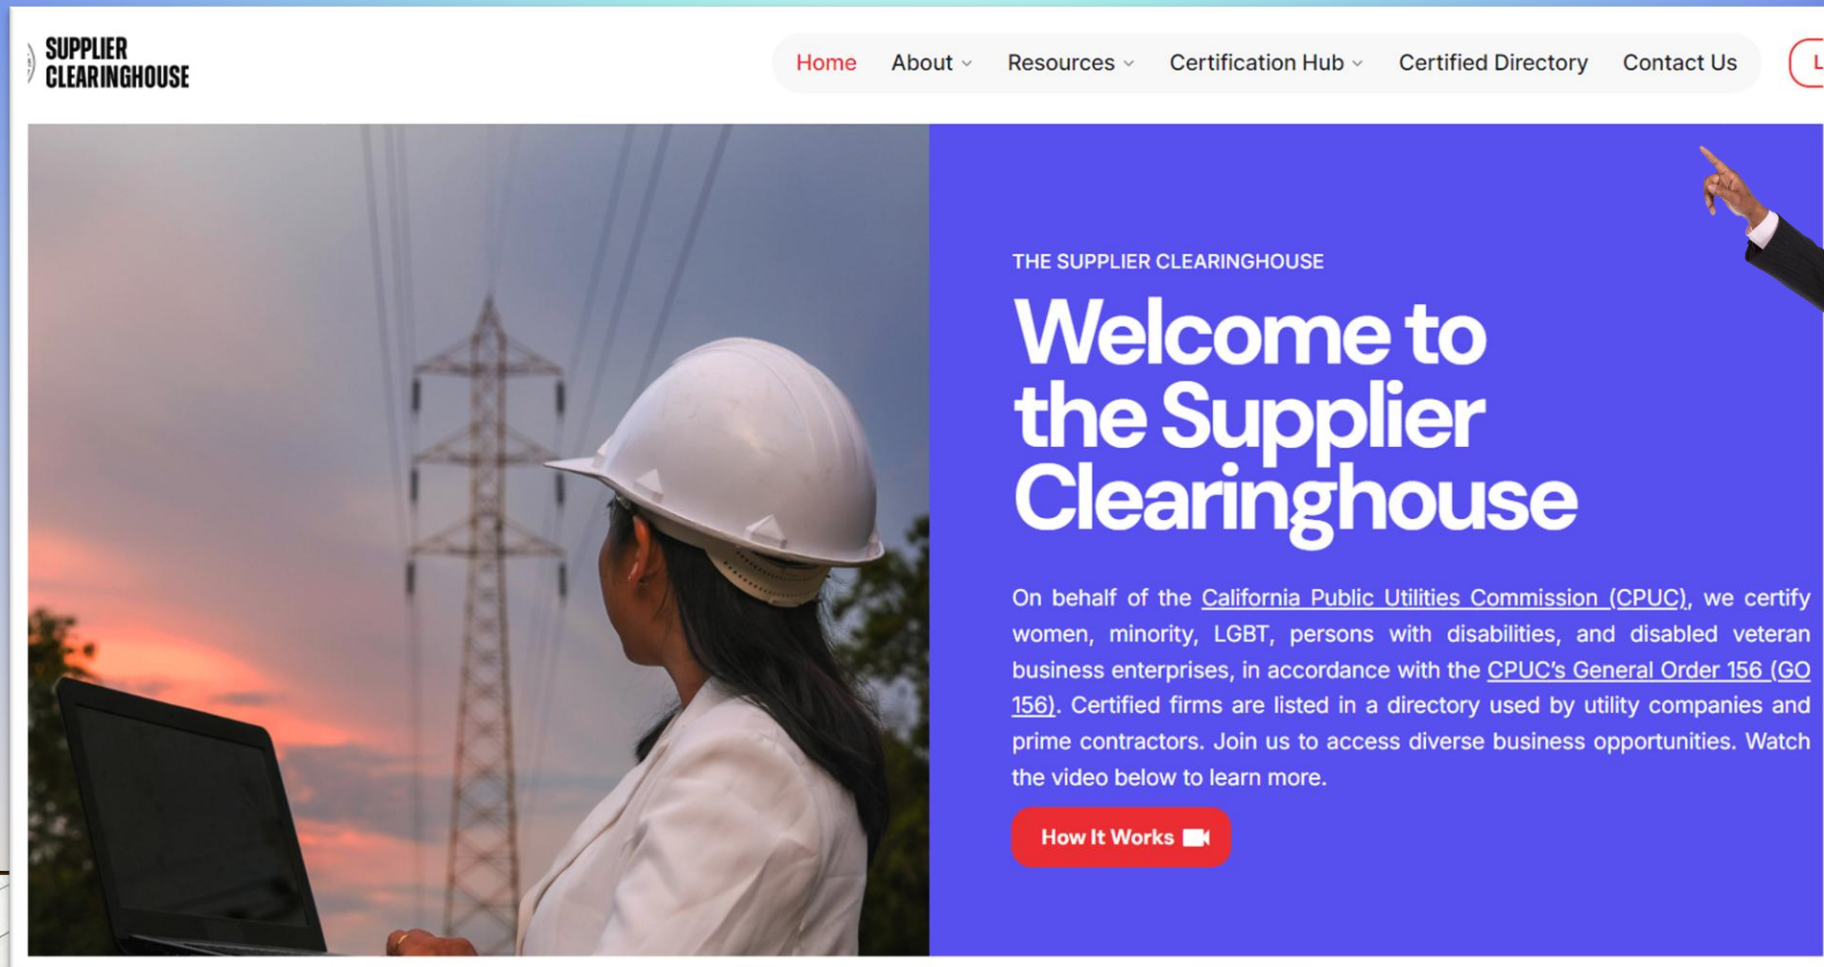 SUPPLIER
CLEARINGHOUSE
Home About Resources Certification Hub Certified Directory Contact Us L
THE SUPPLIER CLEARINGHOUSE
Welcome to
the Supplier
Clearinghouse
On behalf of the California Public Utilities Commission (CPUC), we certify
women, minority, LGBT, persons with disabilities, and disabled veteran
business enterprises, in accordance with the CPUC’s General Order 156 (GO
156). Certified firms are listed in a directory used by utility companies and
prime contractors. Join us to access diverse business opportunities. Watch
the video below to learn more.
How It Works